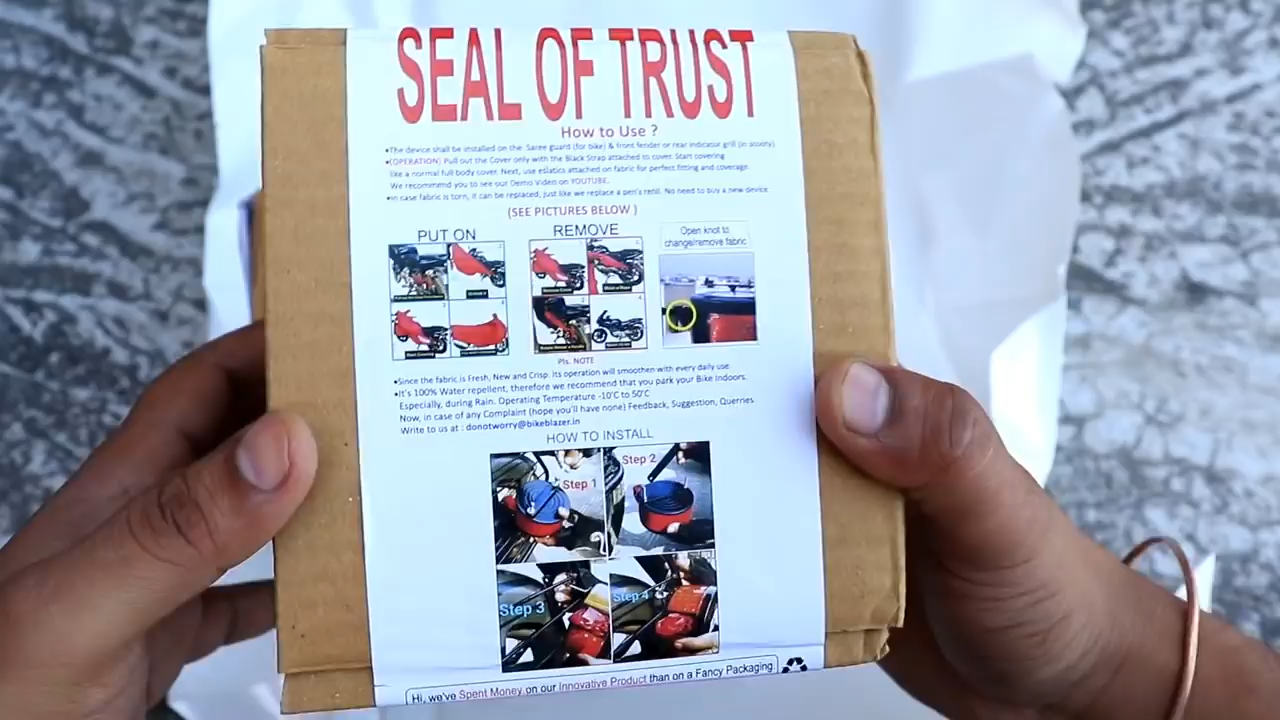 SEAL OF TRUST
How to Use ?
•The device shall be installed on the Saree guard (for bike) & front fender or rear indicator grill (in scooty)
•(OPERATION) Pull out the Cover only with the Black Strap attached to cover. Start covering
like a normal full body cover. Next, use eslatics attached on fabric for perfect fitting and coverage.
We recommend you to see our Demo Video on YOUTUBE.
•In case fabric is torn, it can be replaced, just like we replace a pen's refill. No need to buy a new device
(SEE PICTURES BELOW )
PUT ON
REMOVE
Open knot to
change/remove fabric
Pls. NOTE
•Since the fabric is Fresh, New and Crisp. Its operation will smoothen with every daily use
•It's 100% Water repellent, therefore we recommend that you park your Bike Indoors.
Especially, during Rain. Operating Temperature -10°C to 50°C
Now, in case of any Complaint (hope you'll have none) Feedback, Suggestion, Querries
Write to us at : donotworry@bikeblazer.in
HOW TO INSTALL
Step 1
Step 2
Step 3
Step 4
Hi, we've Spent Money on our Innovative Product than on a Fancy Packaging